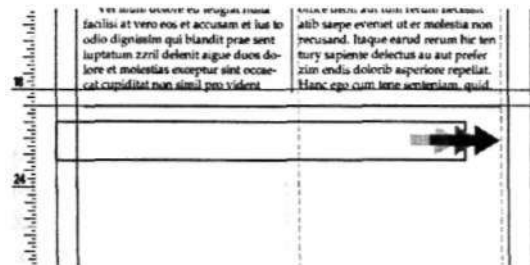 facilisi at vero eos et accusam et ius to
odio dignissim qui blandit prae sent
luptatum zzril delenit aigue duos do-
lore et molestias exceptur sint occae-
cat cupiditat non simil pro vident
atib saepe eveniet ut er molestia non
recusand. Itaque earud rerum hic ten
tury sapiente delectus au aut prefer
zim endis dolorib asperiore repellat.
Hanc ego cum tene senteniam, quid
24